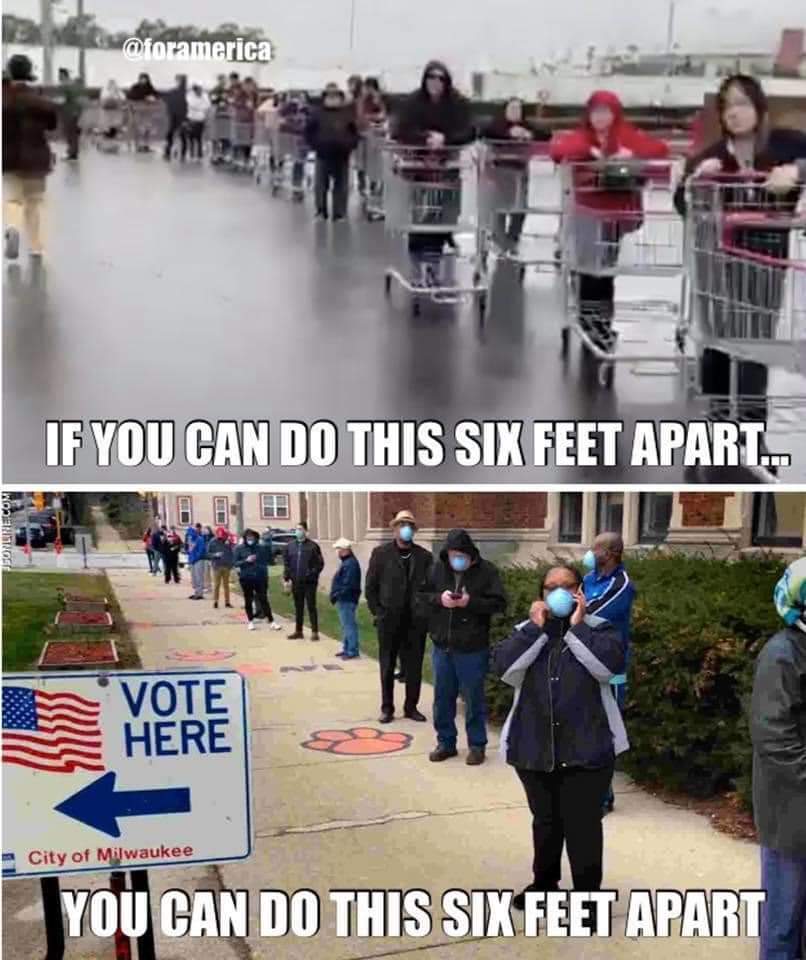 @foramerica
IF YOU CAN DO THIS SIX FEET APART...
VOTE
HERE
City of Milwaukee
YOU CAN DO THIS SIX FEET APART